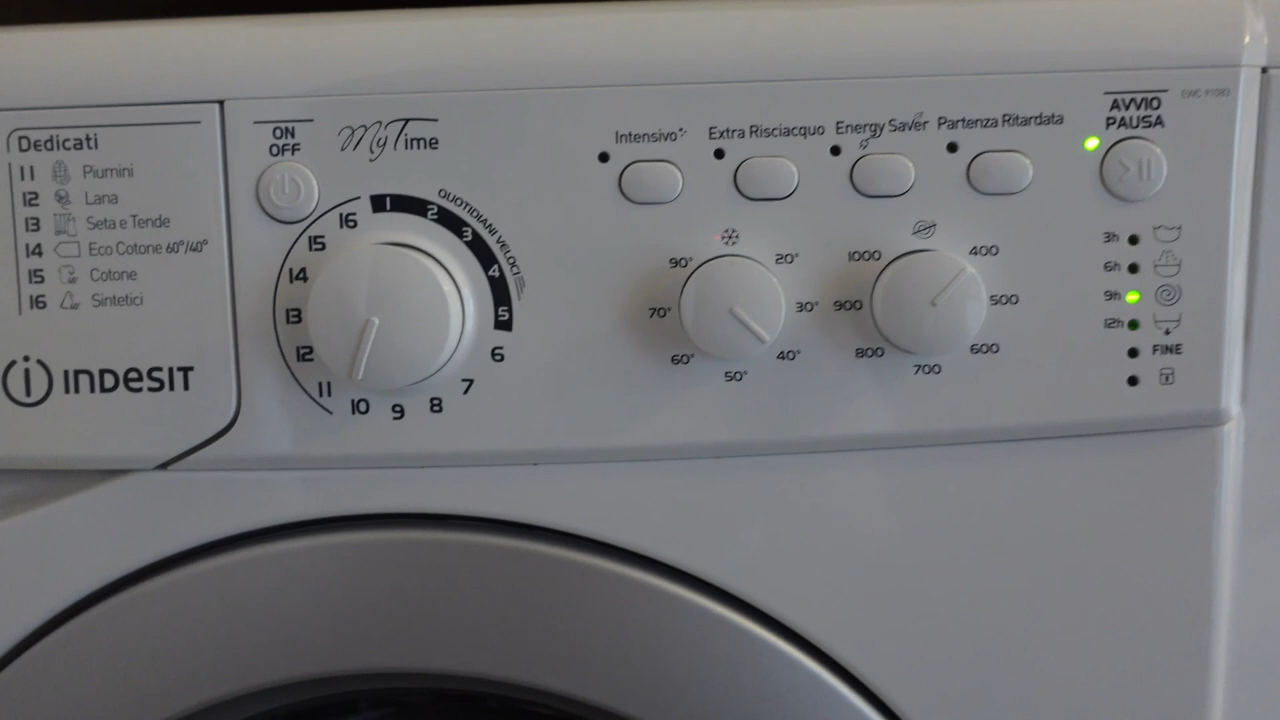 Dedicati
11 Piumini
12 Lana
13 Seta e Tende
14 Eco Cotone 60°/40°
15 Cotone
16 Sintetici
i INDESIT
ON
OFF
MyTime
QUOTIDIANI VELOCI
1
2
3
4
5
6
7
8
9
10
11
12
13
14
15
16
Intensivo
Extra Risciacquo
Energy Saver
Partenza Ritardata
20°
30°
40°
50°
60°
70°
90°
400
500
600
700
800
900
1000
AVVIO
PAUSA
3h
6h
9h
12h
FINE